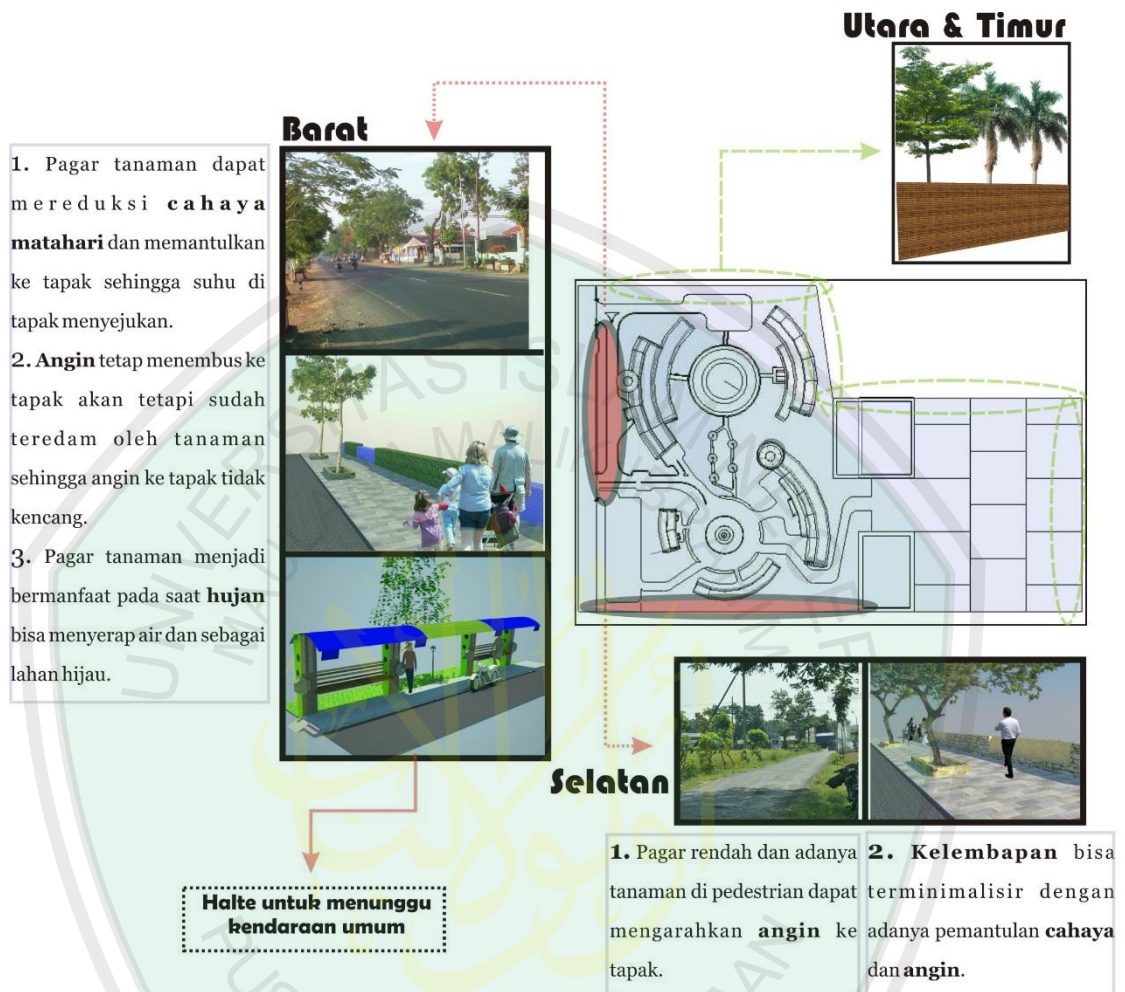 Utara & Timur
Barat
1. Pagar tanaman dapat
mereduksi cahaya
matahari dan memantulkan
ke tapak sehingga suhu di
tapak menyejukan.
2. Angin tetap menembus ke
tapak akan tetapi sudah
teredam oleh tanaman
sehingga angin ke tapak tidak
kencang.
3. Pagar tanaman menjadi
bermanfaat pada saat hujan
bisa menyerap air dan sebagai
lahan hijau.
Halte untuk menunggu
kendaraan umum
Selatan
1. Pagar rendah dan adanya
tanaman di pedestrian dapat
mengarahkan angin ke
tapak.
2. Kelembapan bisa
terminimalisir dengan
adanya pemantulan cahaya
dan angin.